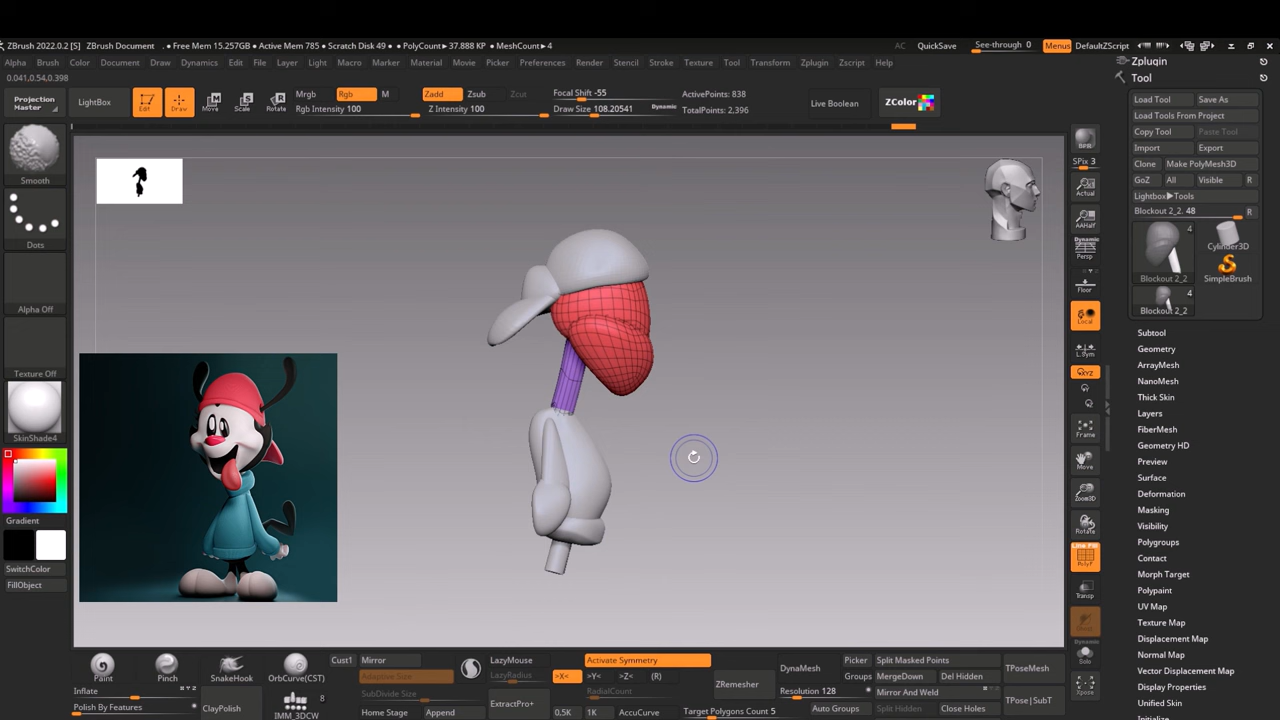 ZBrush 2022.0.2 [S] ZBrush Document . • Free Mem 15.257GB • Active Mem 785 • Scratch Disk 49 • PolyCount▸37.888 KP • MeshCount▸4 AC QuickSave See-through 0 Menus DefaultZScript
Alpha Brush Color Document Draw Dynamics Edit File Layer Light Macro Marker Material Movie Picker Preferences Render Stencil Stroke Texture Tool Transform Zplugin Zscript Help
0.041,0.54,0.398
Projection Master
LightBox
Edit
Draw
Move
Scale
Rotate
Mrgb Rgb M
Rgb Intensity 100
Zadd Zsub Zcut
Z Intensity 100
Focal Shift -55
Draw Size 108.20541 Dynamic
ActivePoints: 838
TotalPoints: 2,396
Live Boolean
ZColor
Smooth
Dots
Alpha Off
Texture Off
SkinShade4
Gradient
SwitchColor
FillObject
BPR
SPix 3
Actual
AAHalf
Dynamic
Persp
Floor
Local
L.Sym
XYZ
Frame
Move
Zoom3D
Rotate
Line Fill
PolyF
Transp
Dynamic
Solo
Xpose
Zplugin
Tool
Load Tool Save As
Load Tools From Project
Copy Tool Paste Tool
Import Export
Clone Make PolyMesh3D
GoZ All Visible R
Lightbox▸Tools
Blockout 2_2. 48 R
4
Blockout 2_2
Cylinder3D
SimpleBrush
4
Blockout 2_2
Subtool
Geometry
ArrayMesh
NanoMesh
Thick Skin
Layers
FiberMesh
Geometry HD
Preview
Surface
Deformation
Masking
Visibility
Polygroups
Contact
Morph Target
Polypaint
UV Map
Texture Map
Displacement Map
Normal Map
Vector Displacement Map
Display Properties
Unified Skin
Paint Pinch SnakeHook OrbCurve(CST)
Inflate
Polish By Features
ClayPolish
IMM_3DCW
8
Cust1 Mirror
Adaptive Size
SubDivide Size
Home Stage Append
LazyMouse
LazyRadius
ExtractPro+
Activate Symmetry
>X< >Y< >Z< (R)
RadialCount
0.5K 1K AccuCurve
ZRemesher
Target Polygons Count 5
DynaMesh
Resolution 128
Picker
Groups
Auto Groups
Split Masked Points
MergeDown Del Hidden
Mirror And Weld
Split Hidden Close Holes
TPoseMesh
TPose|SubT